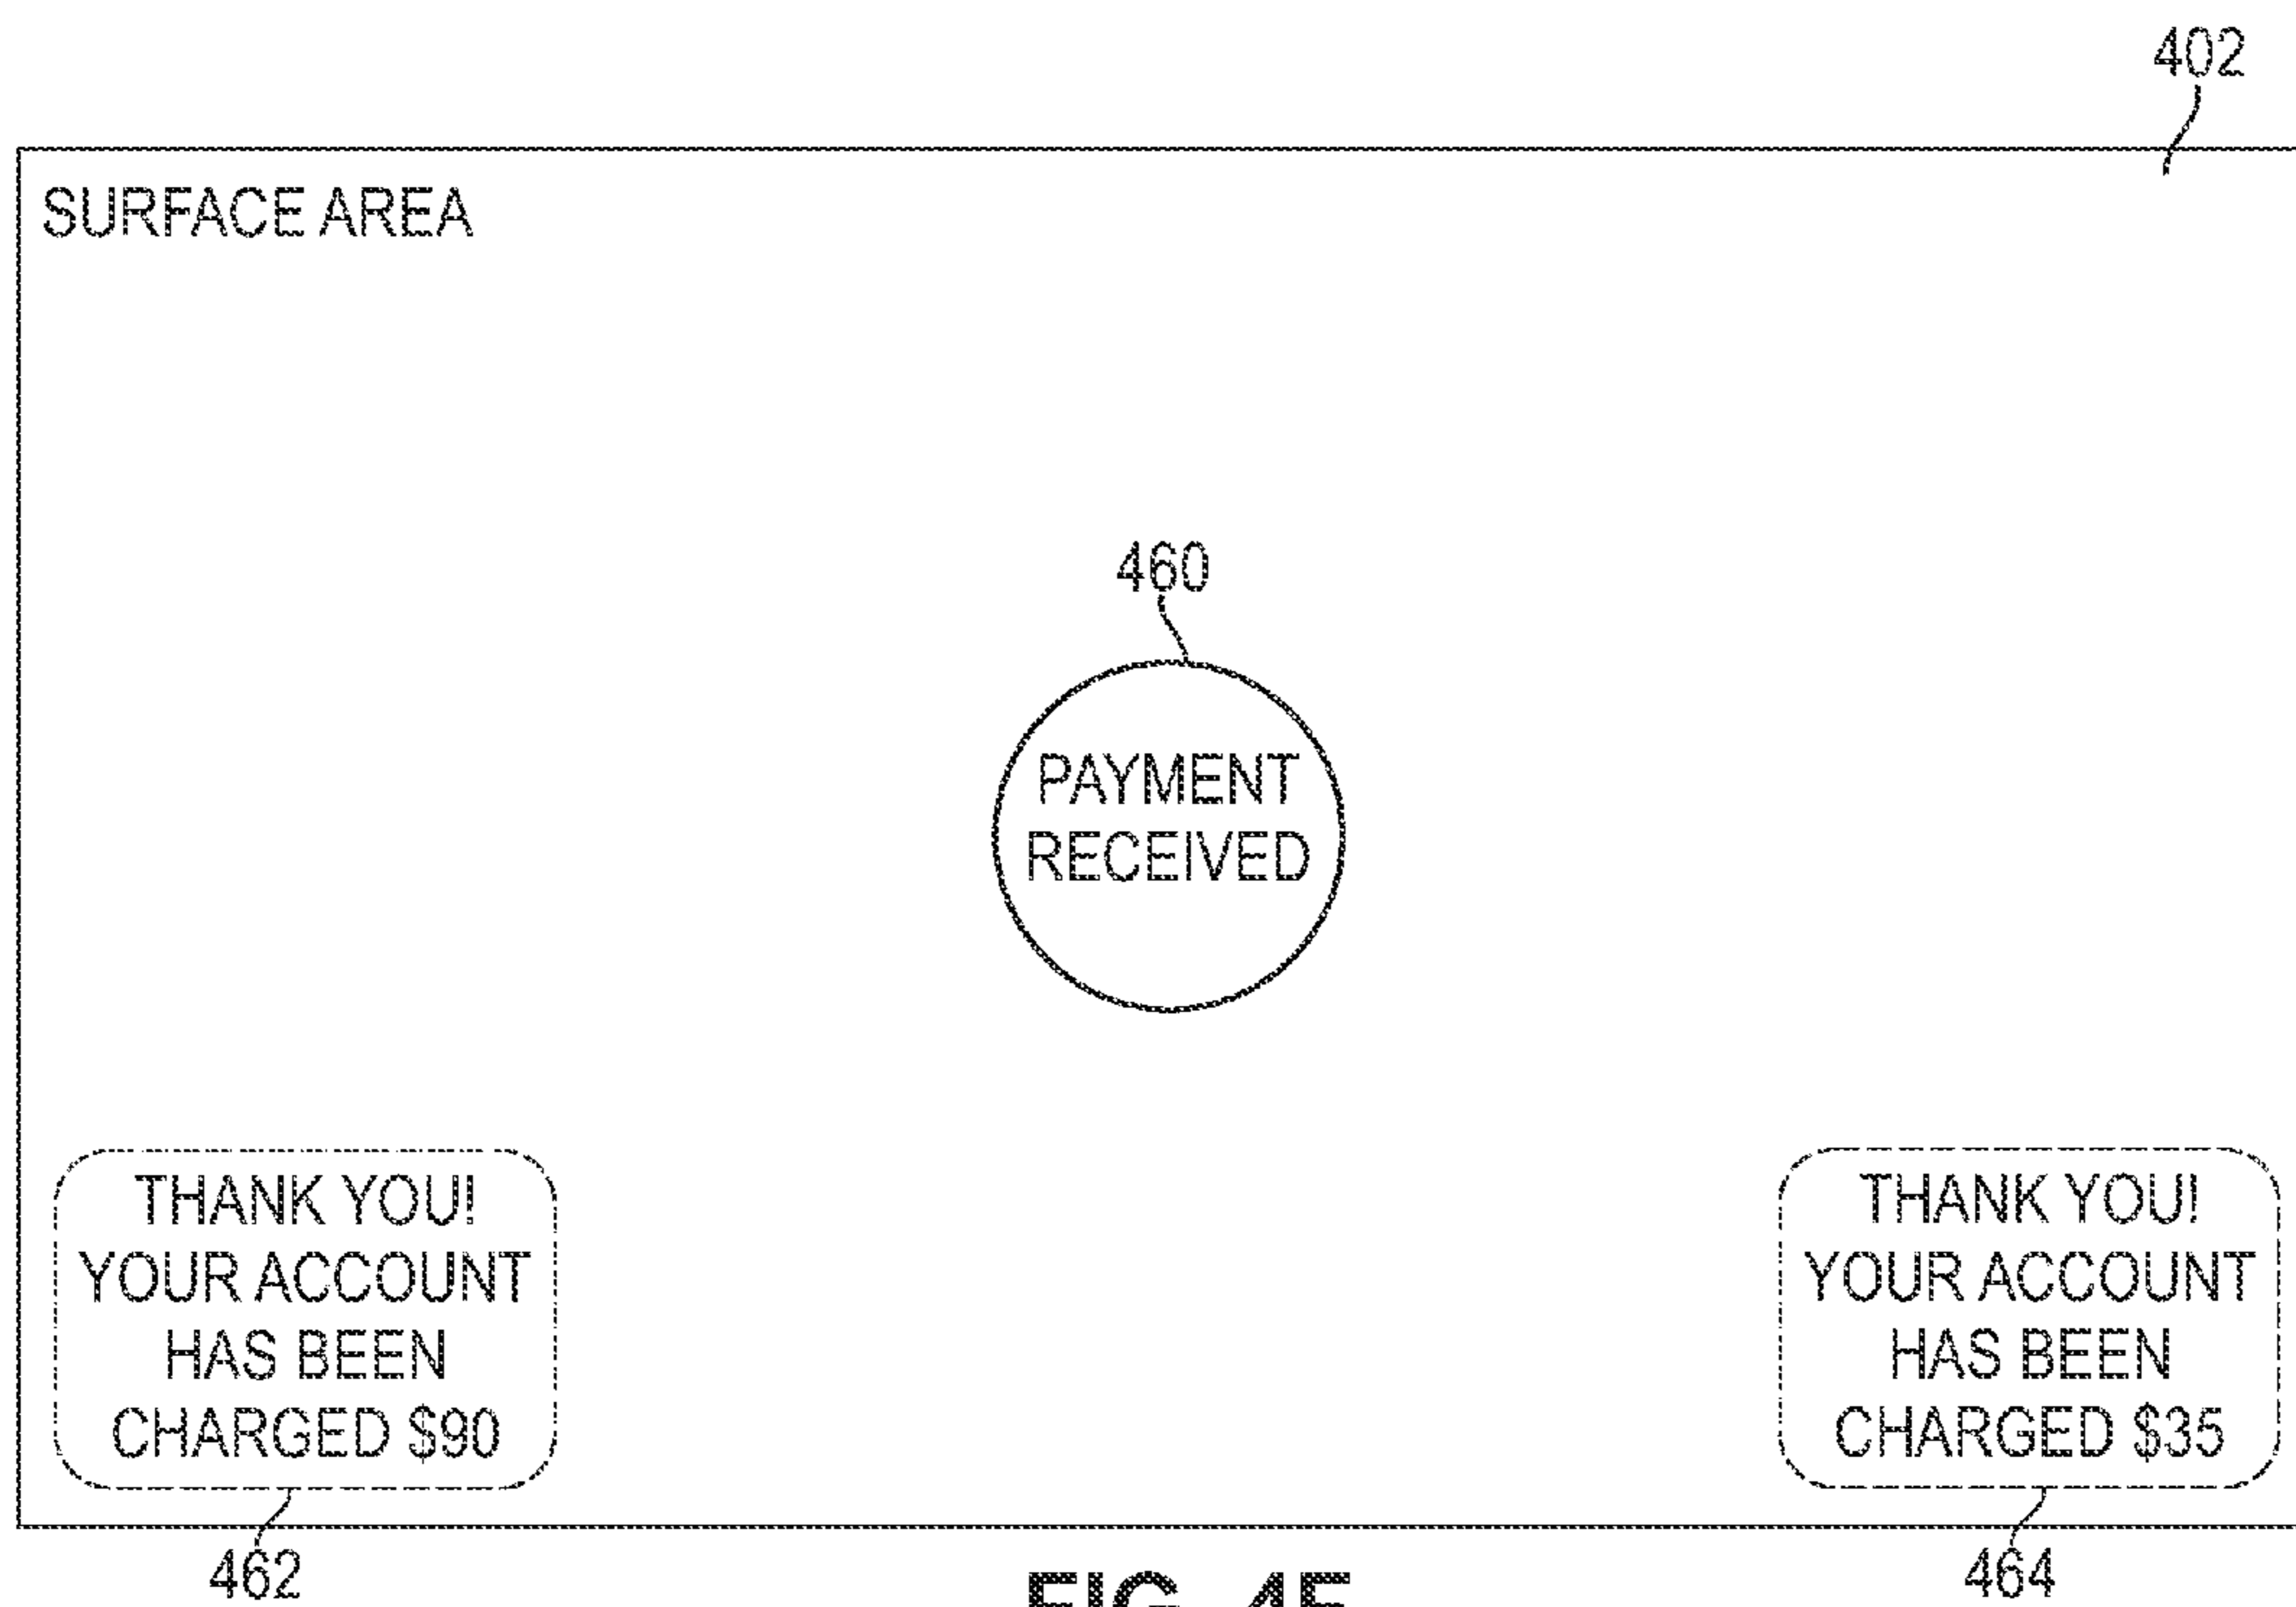 402
SURFACE AREA
460
PAYMENT
RECEIVED
THANK YOU!
YOUR ACCOUNT
HAS BEEN
CHARGED $90
THANK YOU!
YOUR ACCOUNT
HAS BEEN
CHARGED $35
462
464